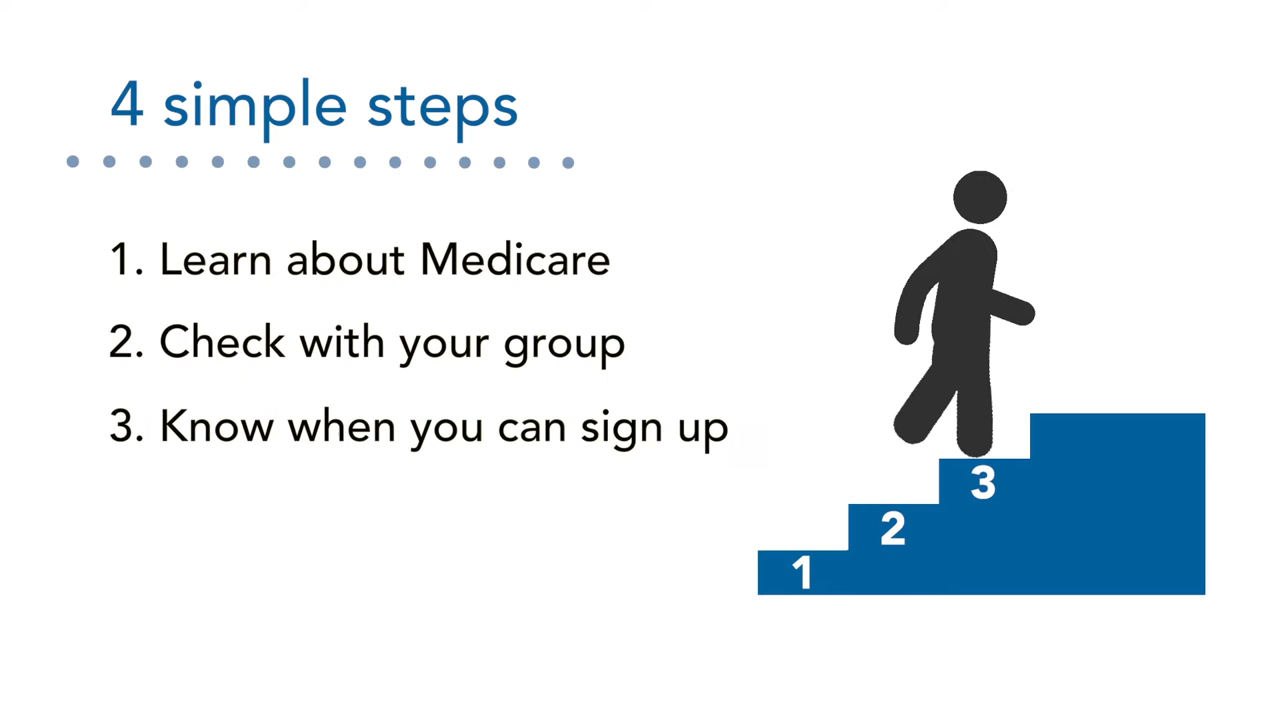 4 simple steps
1. Learn about Medicare
2. Check with your group
3. Know when you can sign up
3
2
1